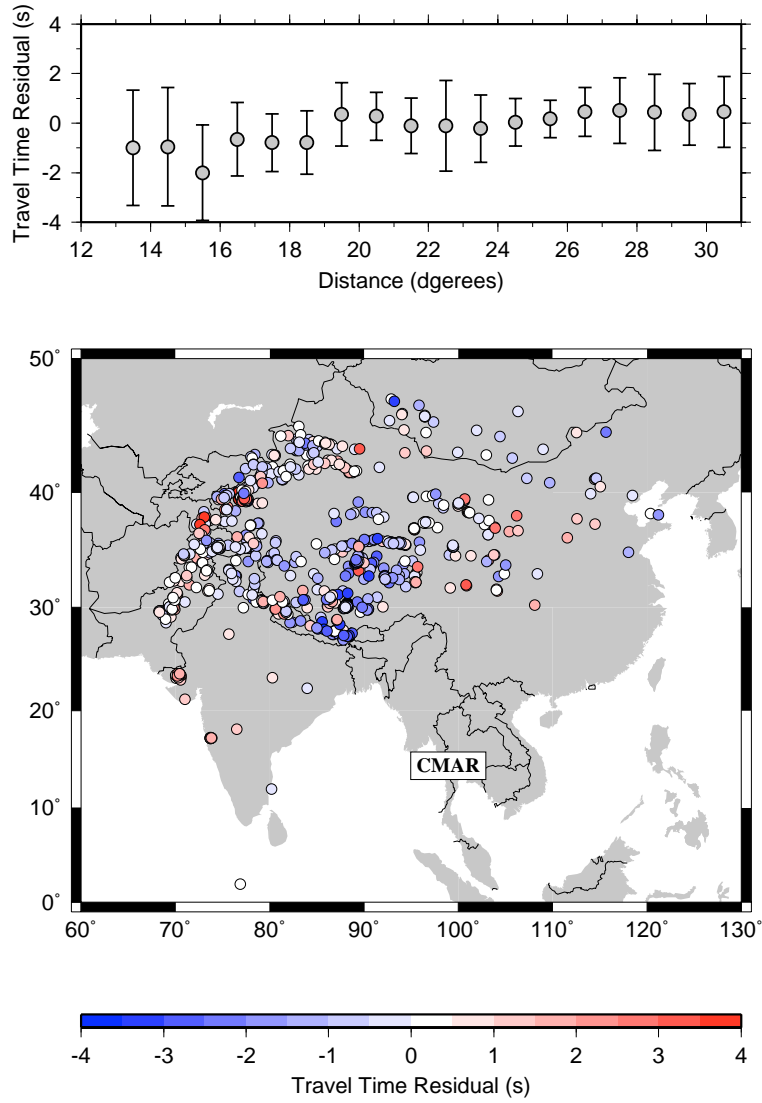 Travel Time Residual (s)
4
2
0
-2
-4
12 14 16 18 20 22 24 26 28 30
Distance (dgerees)
50°
40°
30°
20°
10°
0°
CMAR
60° 70° 80° 90° 100° 110° 120° 130°
-4 -3 -2 -1 0 1 2 3 4
Travel Time Residual (s)